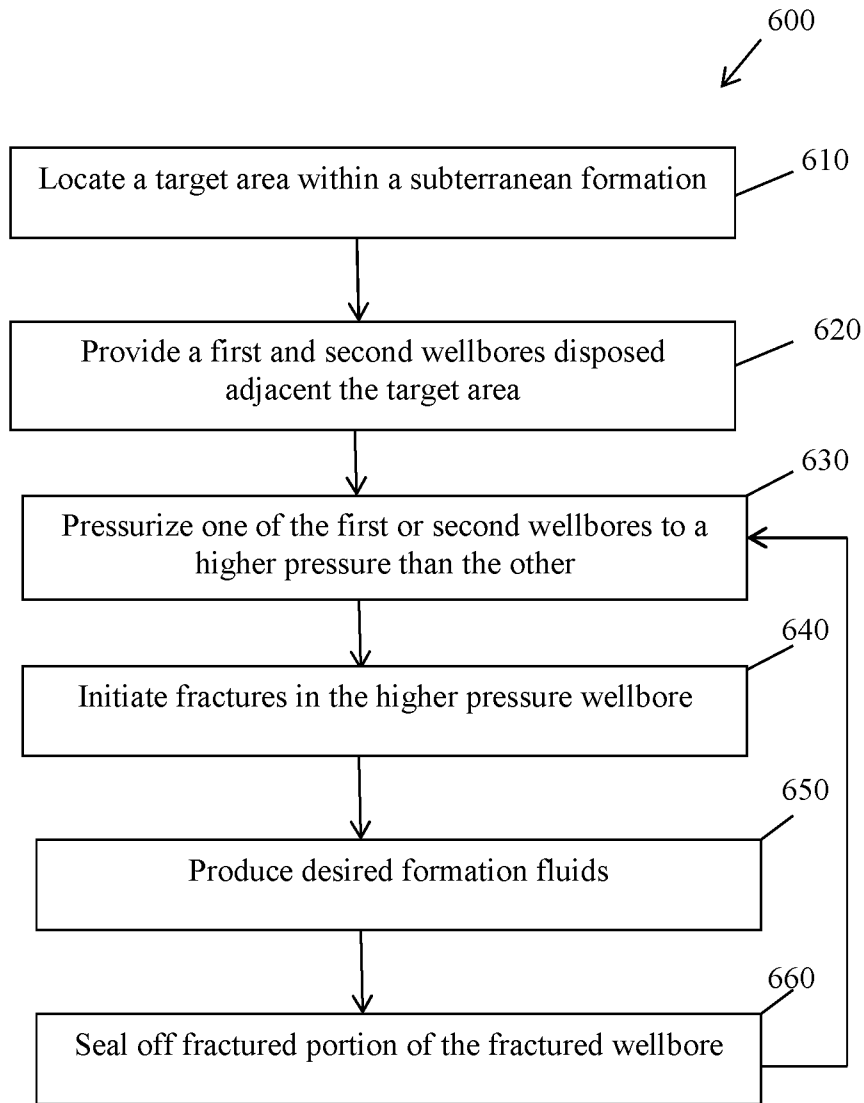 600
Locate a target area within a subterranean formation
610
Provide a first and second wellbores disposed
adjacent the target area
620
Pressurize one of the first or second wellbores to a
higher pressure than the other
630
Initiate fractures in the higher pressure wellbore
640
Produce desired formation fluids
650
Seal off fractured portion of the fractured wellbore
660